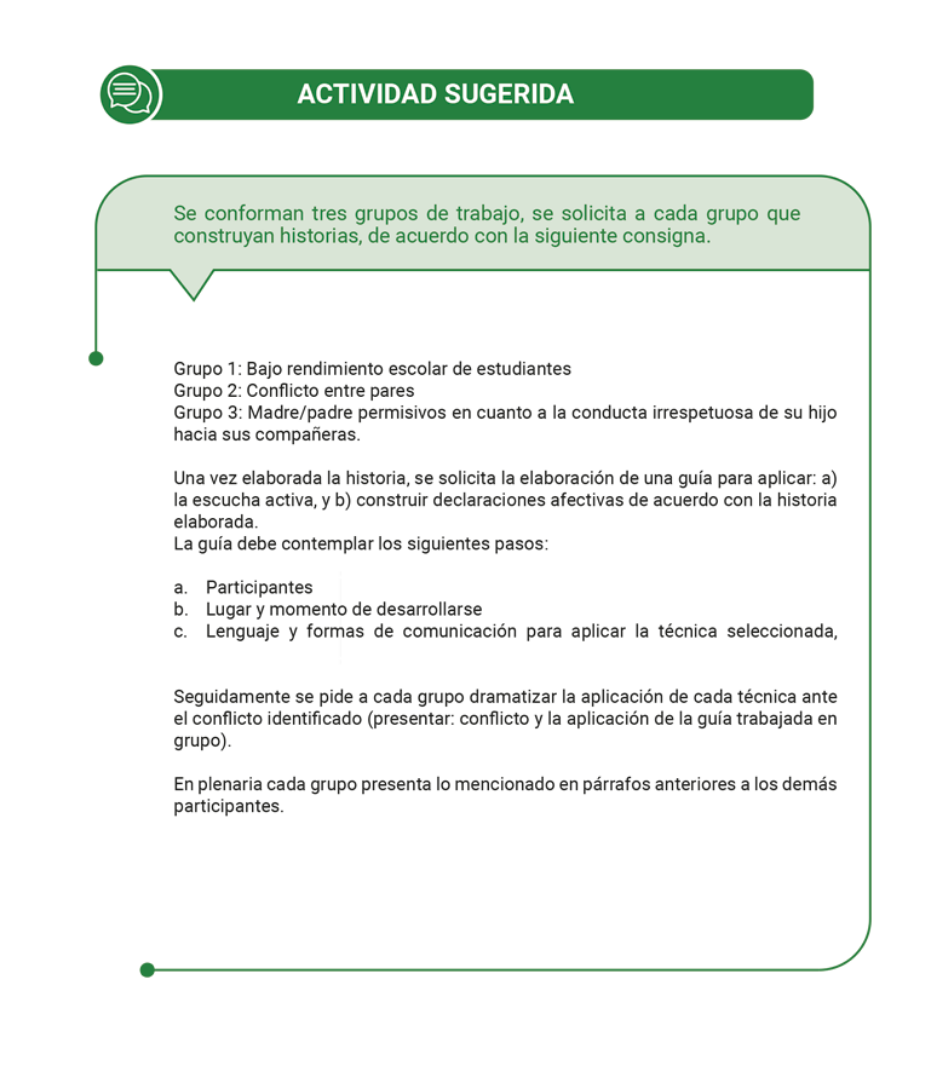 ACTIVIDAD SUGERIDA
Se conforman tres grupos de trabajo, se solicita a cada grupo que
construyan historias, de acuerdo con la siguiente consigna.
Grupo 1: Bajo rendimiento escolar de estudiantes
Grupo 2: Conflicto entre pares
Grupo 3: Madre/padre permisivos en cuanto a la conducta irrespetuosa de su hijo
hacia sus compañeras.
Una vez elaborada la historia, se solicita la elaboración de una guía para aplicar: a)
la escucha activa, y b) construir declaraciones afectivas de acuerdo con la historia
elaborada.
La guía debe contemplar los siguientes pasos:
a. Participantes
b. Lugar y momento de desarrollarse
c. Lenguaje y formas de comunicación para aplicar la técnica seleccionada,
Seguidamente se pide a cada grupo dramatizar la aplicación de cada técnica ante
el conflicto identificado (presentar: conflicto y la aplicación de la guía trabajada en
grupo).
En plenaria cada grupo presenta lo mencionado en párrafos anteriores a los demás
participantes.